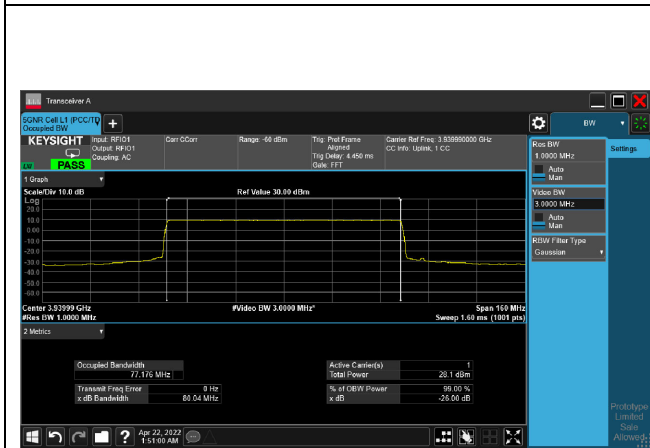 Transceiver A
5GNR Cell L1 (PCC/TD
Occupied BW
BW
KEYSIGHT
PASS
Input: RFIO1
Output: RFIO1
Coupling: AC
Corr CCorr
Range: -60 dBm
Trig: Prot Frame
Aligned
Trig Delay: 4.450 ms
Gate: FFT
Carrier Ref Freq: 3.939990000 GHz
CC Info: Uplink, 1 CC
Res BW
1.0000 MHz
Auto
Man
Video BW
3.0000 MHz
Auto
Man
RBW Filter Type
Gaussian
Settings
1 Graph
Scale/Div 10.0 dB
Ref Value 30.00 dBm
Log
20.0
10.0
0.00
-10.0
-20.0
-30.0
-40.0
-50.0
-60.0
Center 3.93999 GHz
#Video BW 3.0000 MHz*
Span 160 MHz
#Res BW 1.0000 MHz
Sweep 1.60 ms (1001 pts)
2 Metrics
Occupied Bandwidth
77.176 MHz
Active Carrier(s) 1
Total Power 28.1 dBm
Transmit Freq Error 0 Hz
x dB Bandwidth 80.04 MHz
% of OBW Power 99.00 %
x dB -26.00 dB
Prototype
Limited
Sale
Allowed
Apr 22, 2022
1:51:00 AM